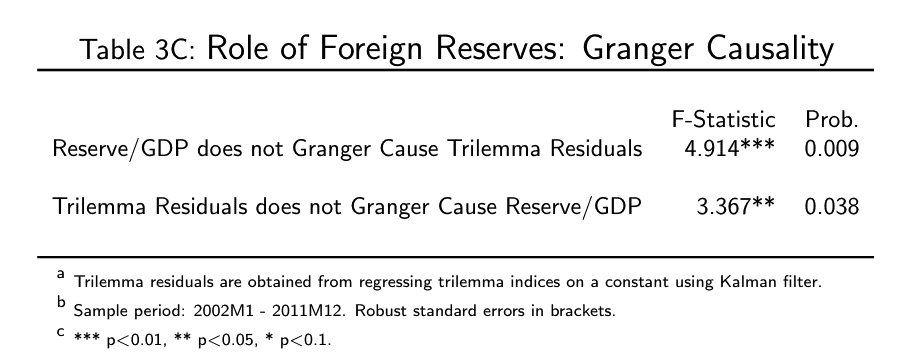 Table 3C: Role of Foreign Reserves: Granger Causality
F-Statistic Prob.
Reserve/GDP does not Granger Cause Trilemma Residuals 4.914*** 0.009
Trilemma Residuals does not Granger Cause Reserve/GDP 3.367** 0.038
a Trilemma residuals are obtained from regressing trilemma indices on a constant using Kalman filter.
b Sample period: 2002M1 - 2011M12. Robust standard errors in brackets.
c *** p<0.01, ** p<0.05, * p<0.1.